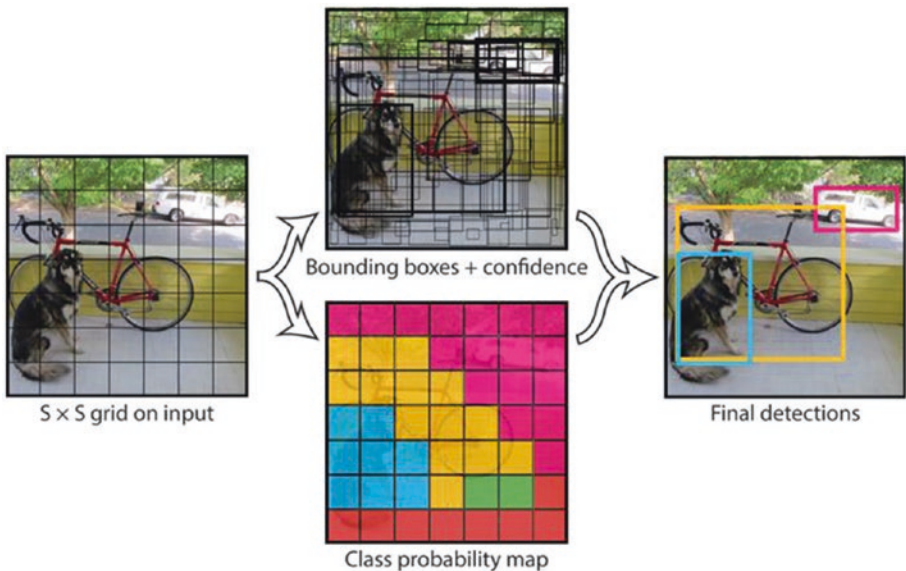 Bounding boxes + confidence
S × S grid on input
Final detections
Class probability map